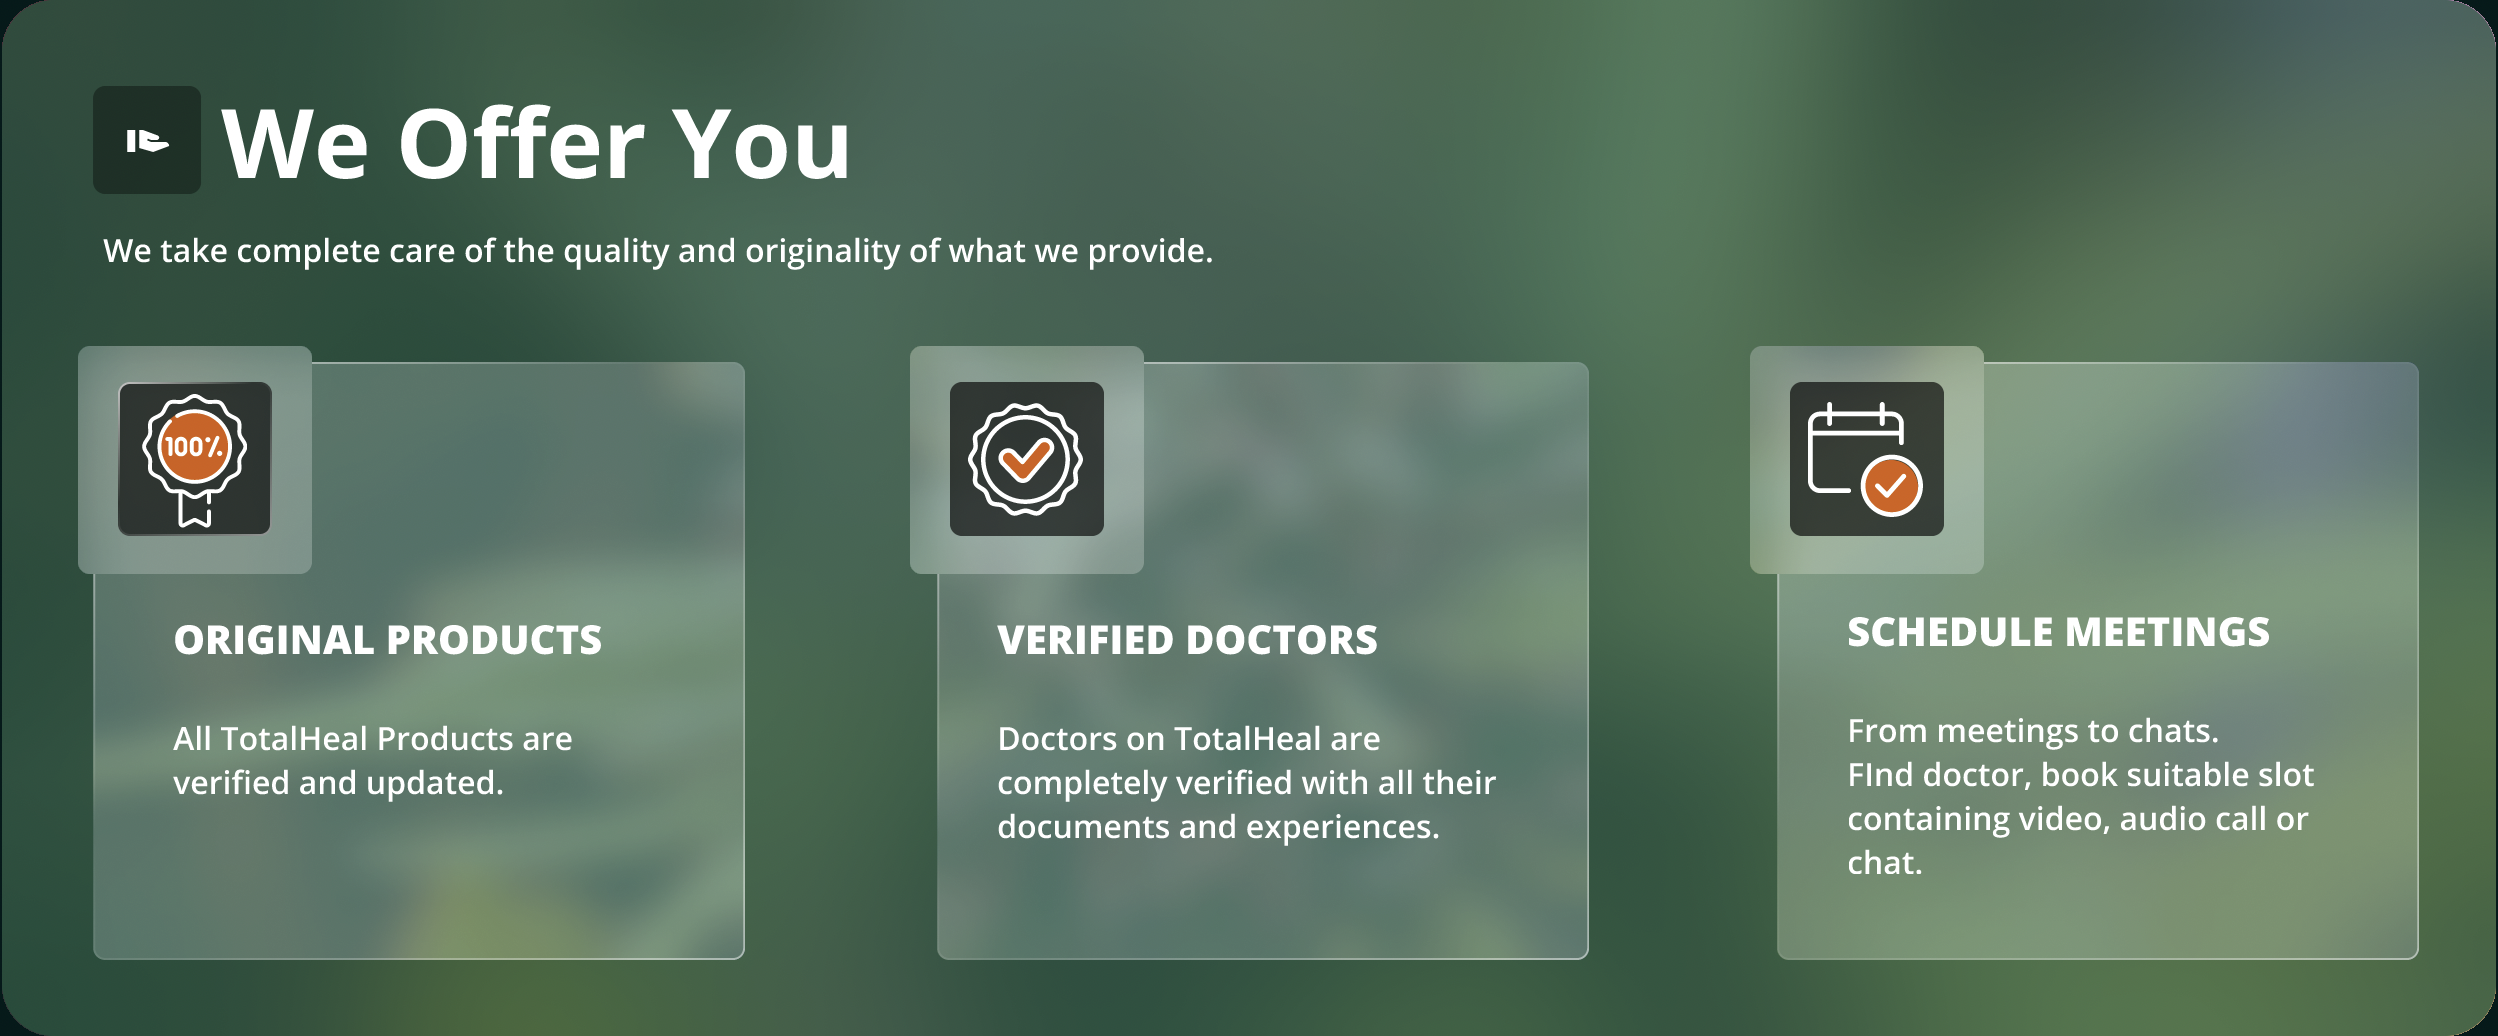 We Offer You
We take complete care of the quality and originality of what we provide.
100%
ORIGINAL PRODUCTS
All TotalHeal Products are
verified and updated.
VERIFIED DOCTORS
Doctors on TotalHeal are
completely verified with all their
documents and experiences.
SCHEDULE MEETINGS
From meetings to chats.
FInd doctor, book suitable slot
containing video, audio call or
chat.